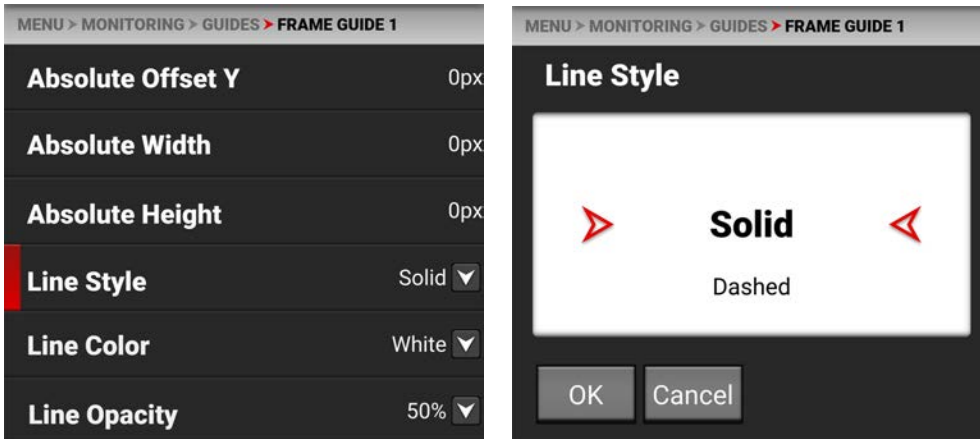 MENU > MONITORING > GUIDES > FRAME GUIDE 1
Absolute Offset Y 0px
Absolute Width 0px
Absolute Height 0px
Line Style Solid
Line Color White
Line Opacity 50%
MENU > MONITORING > GUIDES > FRAME GUIDE 1
Line Style
Solid
Dashed
OK Cancel